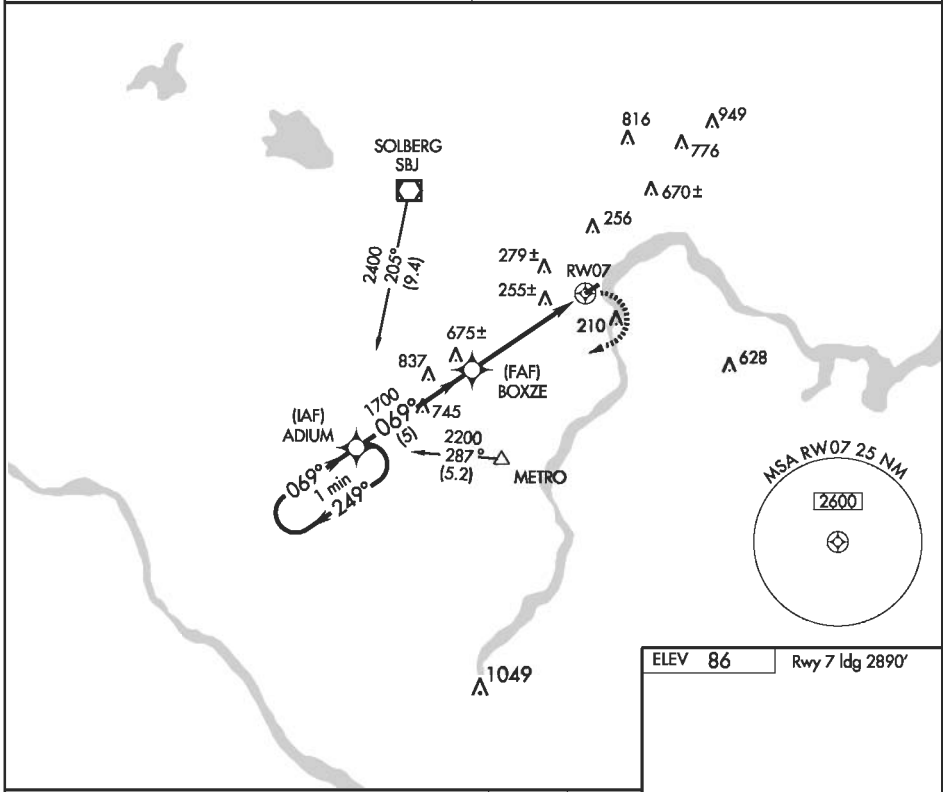 816
949
776
SOLBERG
SBJ
670±
256
2400
205°
(9.4)
279±
RW07
255±
210
675±
837
(FAF)
BOXZE
628
1700
069°
(5)
745
(IAF)
ADIUM
2200
287°
(5.2)
METRO
069°
1 min
249°
MSA RW07 25 NM
2600
1049
ELEV 86
Rwy 7 ldg 2890'